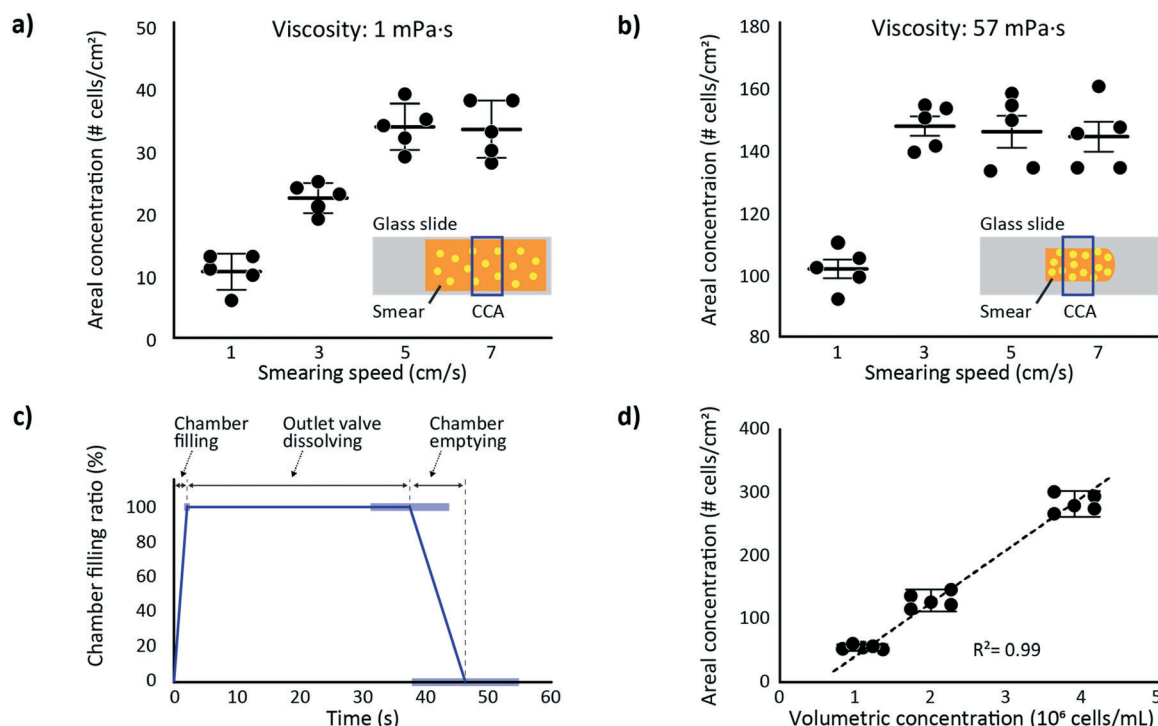 a)
Viscosity: 1 mPa·s
Areal concentration (# cells/cm²)
50
40
30
20
10
0
Glass slide
Smear
CCA
1
3
5
7
Smearing speed (cm/s)
b)
Viscosity: 57 mPa·s
Areal concentraion (# cells/cm²)
180
160
140
120
100
80
Glass slide
Smear
CCA
1
3
5
7
Smearing speed (cm/s)
c)
Chamber
filling
Outlet valve
dissolving
Chamber
emptying
Chamber filling ratio (%)
100
80
60
40
20
0
0
10
20
30
40
50
60
Time (s)
d)
Areal concentration (# cells/cm²)
400
300
200
100
0
R²= 0.99
0
1
2
3
4
5
Volumetric concentration (10⁶ cells/mL)